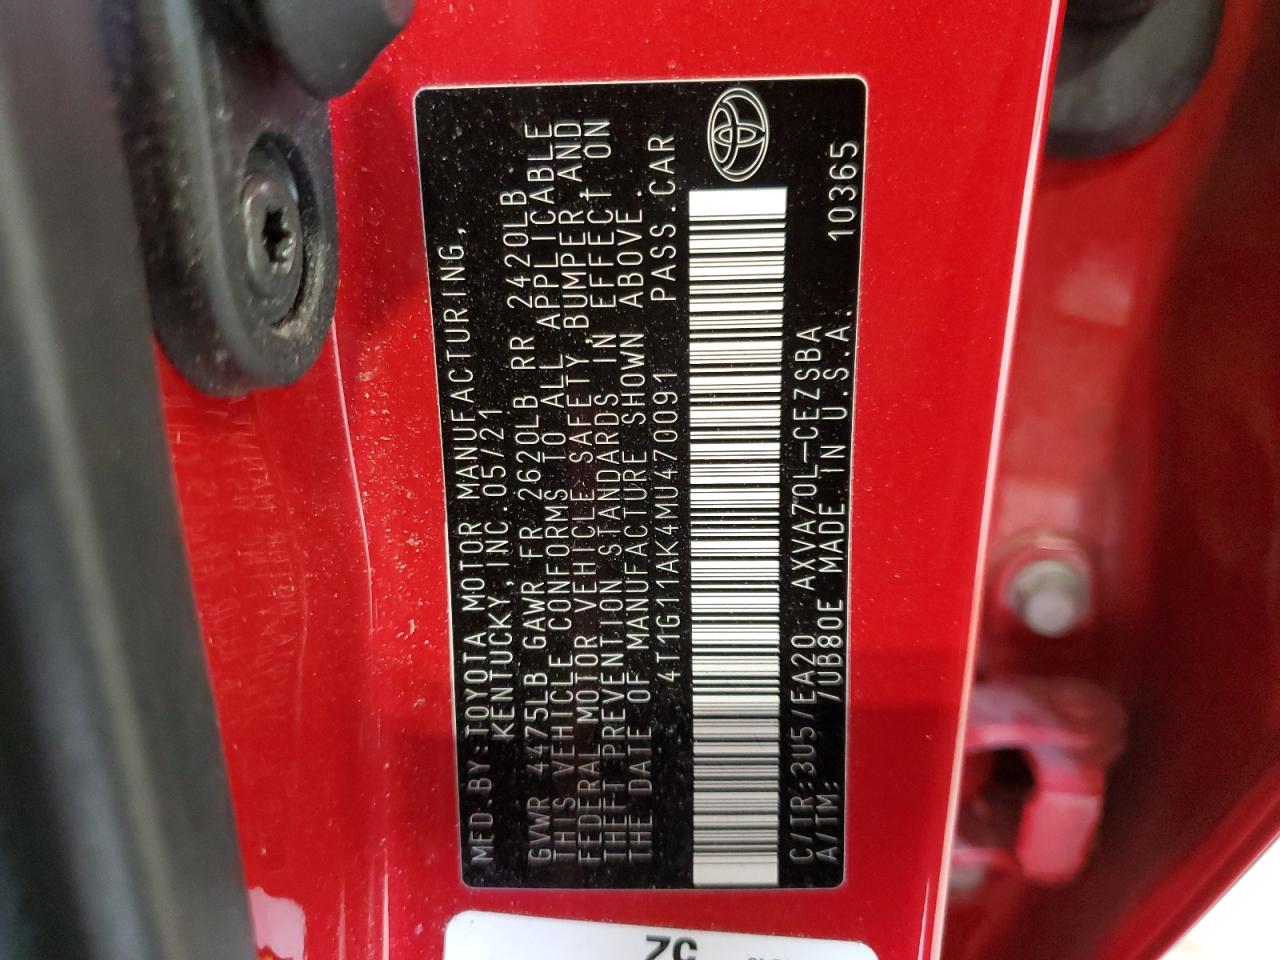 MFD.BY:TOYOTA MOTOR MANUFACTURING,
KENTUCKY, INC.05/21
GVWR 4475LB GAWR FR 2620LB RR 2420LB
THIS VEHICLE CONFORMS TO ALL APPLICABLE
FEDERAL MOTOR VEHICLE SAFETY, BUMPER AND
THEFT PREVENTION STANDARDS IN EFFECT ON
THE DATE OF MANUFACTURE SHOWN ABOVE.
4T1G11AK4MU470091 PASS.CAR
C/TR:3U5/EA20 AXVA70L-CEZSBA
A/TM: /UB80E MADE IN U.S.A. 10365